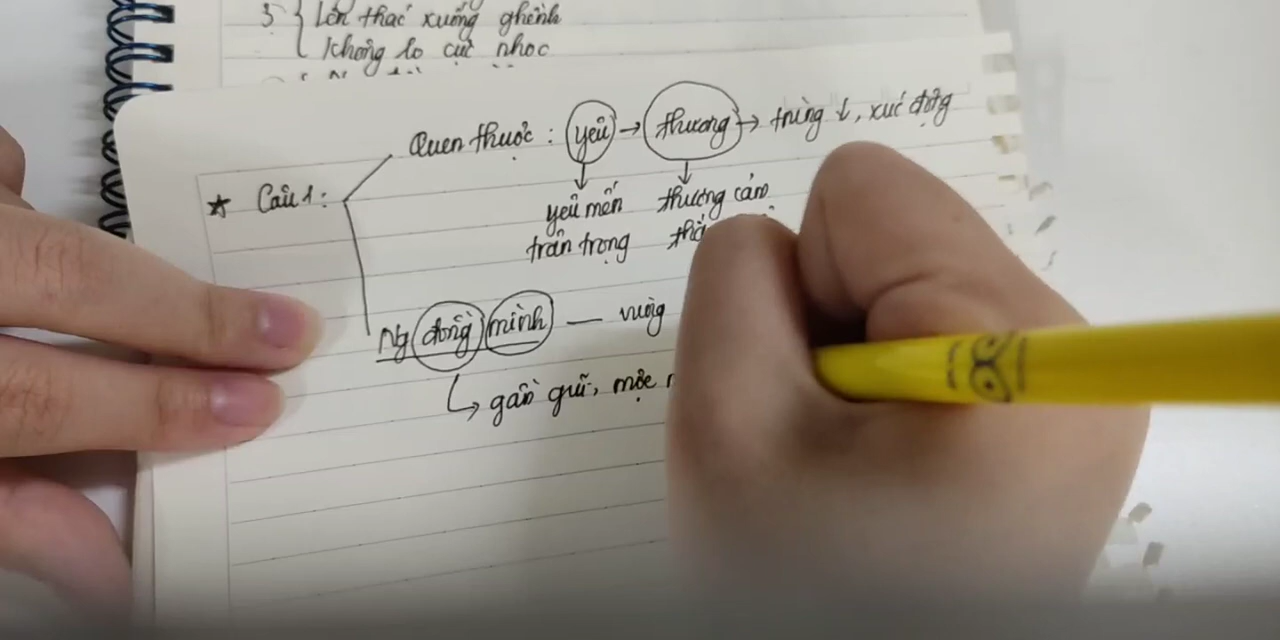 3 { Lên thác xuống ghềnh
Không lo cực nhọc
Quen thuộc : yêu → thương → trùng ↓, xúc động
★ Câu 1:
yêu mến thương cảm
trân trọng
Ng đồng mình — vùng
gần gũi, mộc